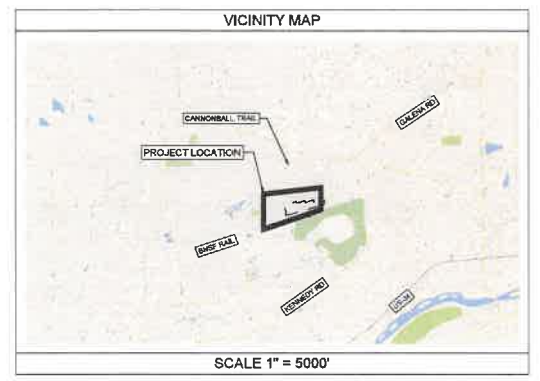 VICINITY MAP
GALENA RD
CANNONBALL TRAIL
PROJECT LOCATION
BNSF RAIL
KENNEDY RD
US-34
SCALE 1" = 5000'